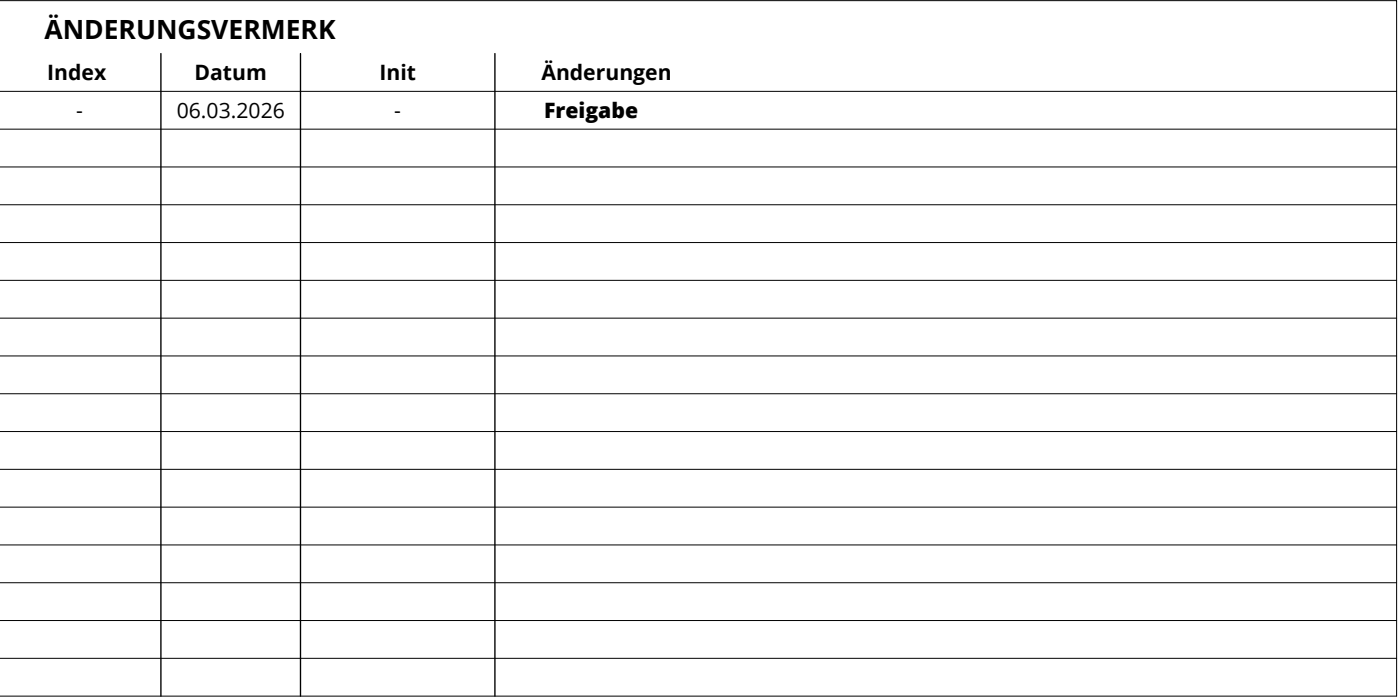 ÄNDERUNGSVERMERK
Index Datum Init Änderungen
- 06.03.2026 - Freigabe